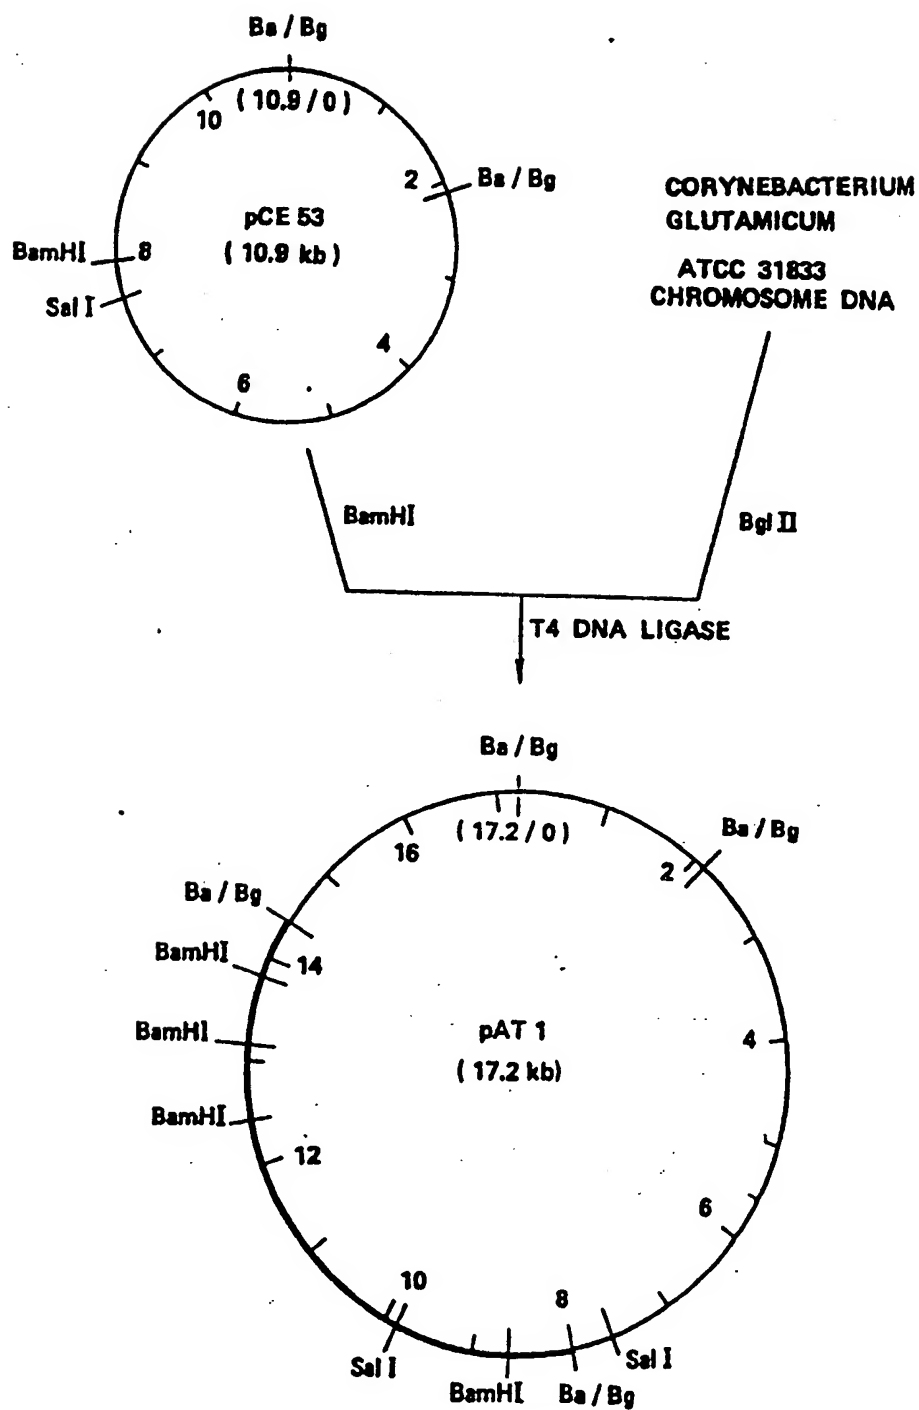 Ba / Bg
( 10.9 / 0 )
10
2
Ba / Bg
pCE 53
( 10.9 kb )
BamHI
8
Sal I
4
6
CORYNEBACTERIUM
GLUTAMICUM
ATCC 31833
CHROMOSOME DNA
BamHI
Bgl II
T4 DNA LIGASE
Ba / Bg
( 17.2 / 0 )
16
2
Ba / Bg
Ba / Bg
BamHI
14
BamHI
pAT 1
( 17.2 kb )
4
BamHI
12
6
10
8
Sal I
Sal I
BamHI
Ba / Bg